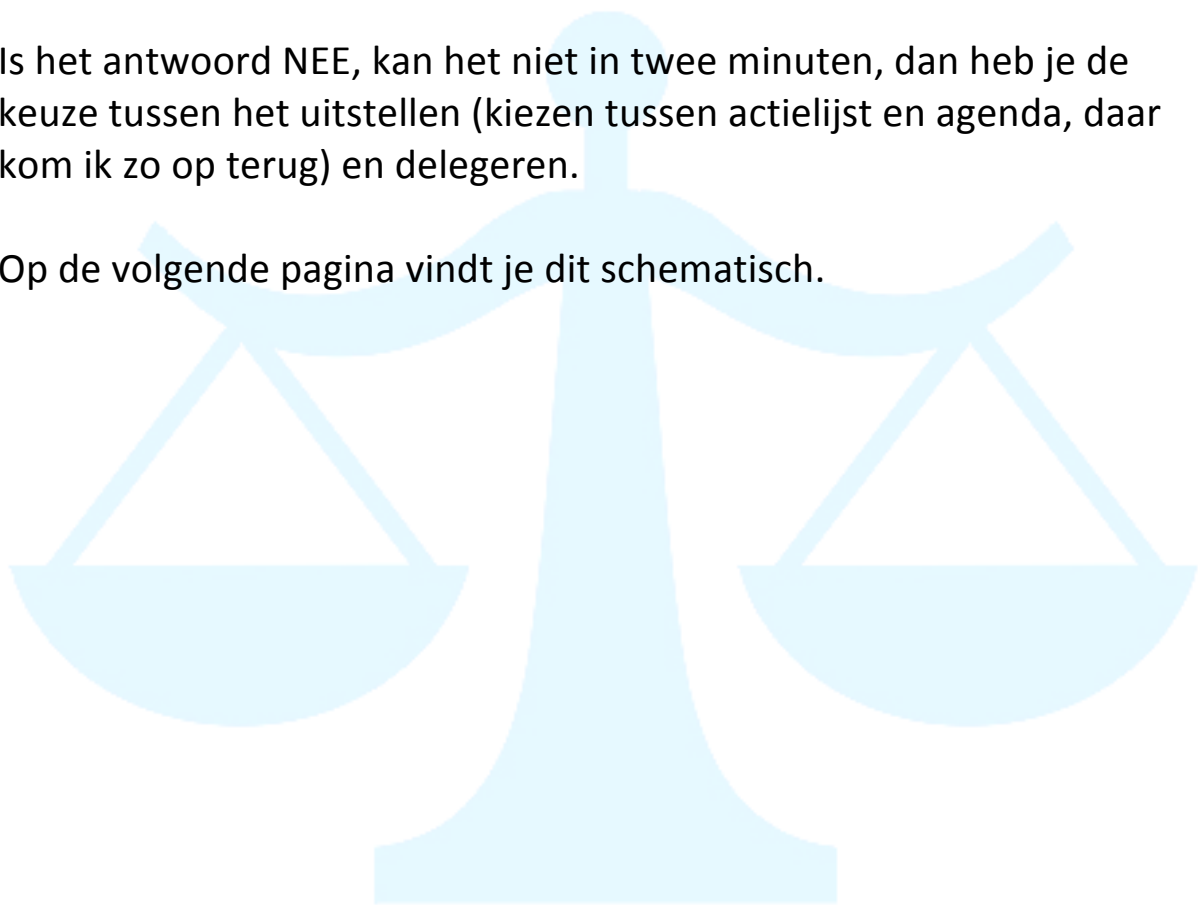 Is het antwoord NEE, kan het niet in twee minuten, dan heb je de
keuze tussen het uitstellen (kiezen tussen actielijst en agenda, daar
kom ik zo op terug) en delegeren.
Op de volgende pagina vindt je dit schematisch.